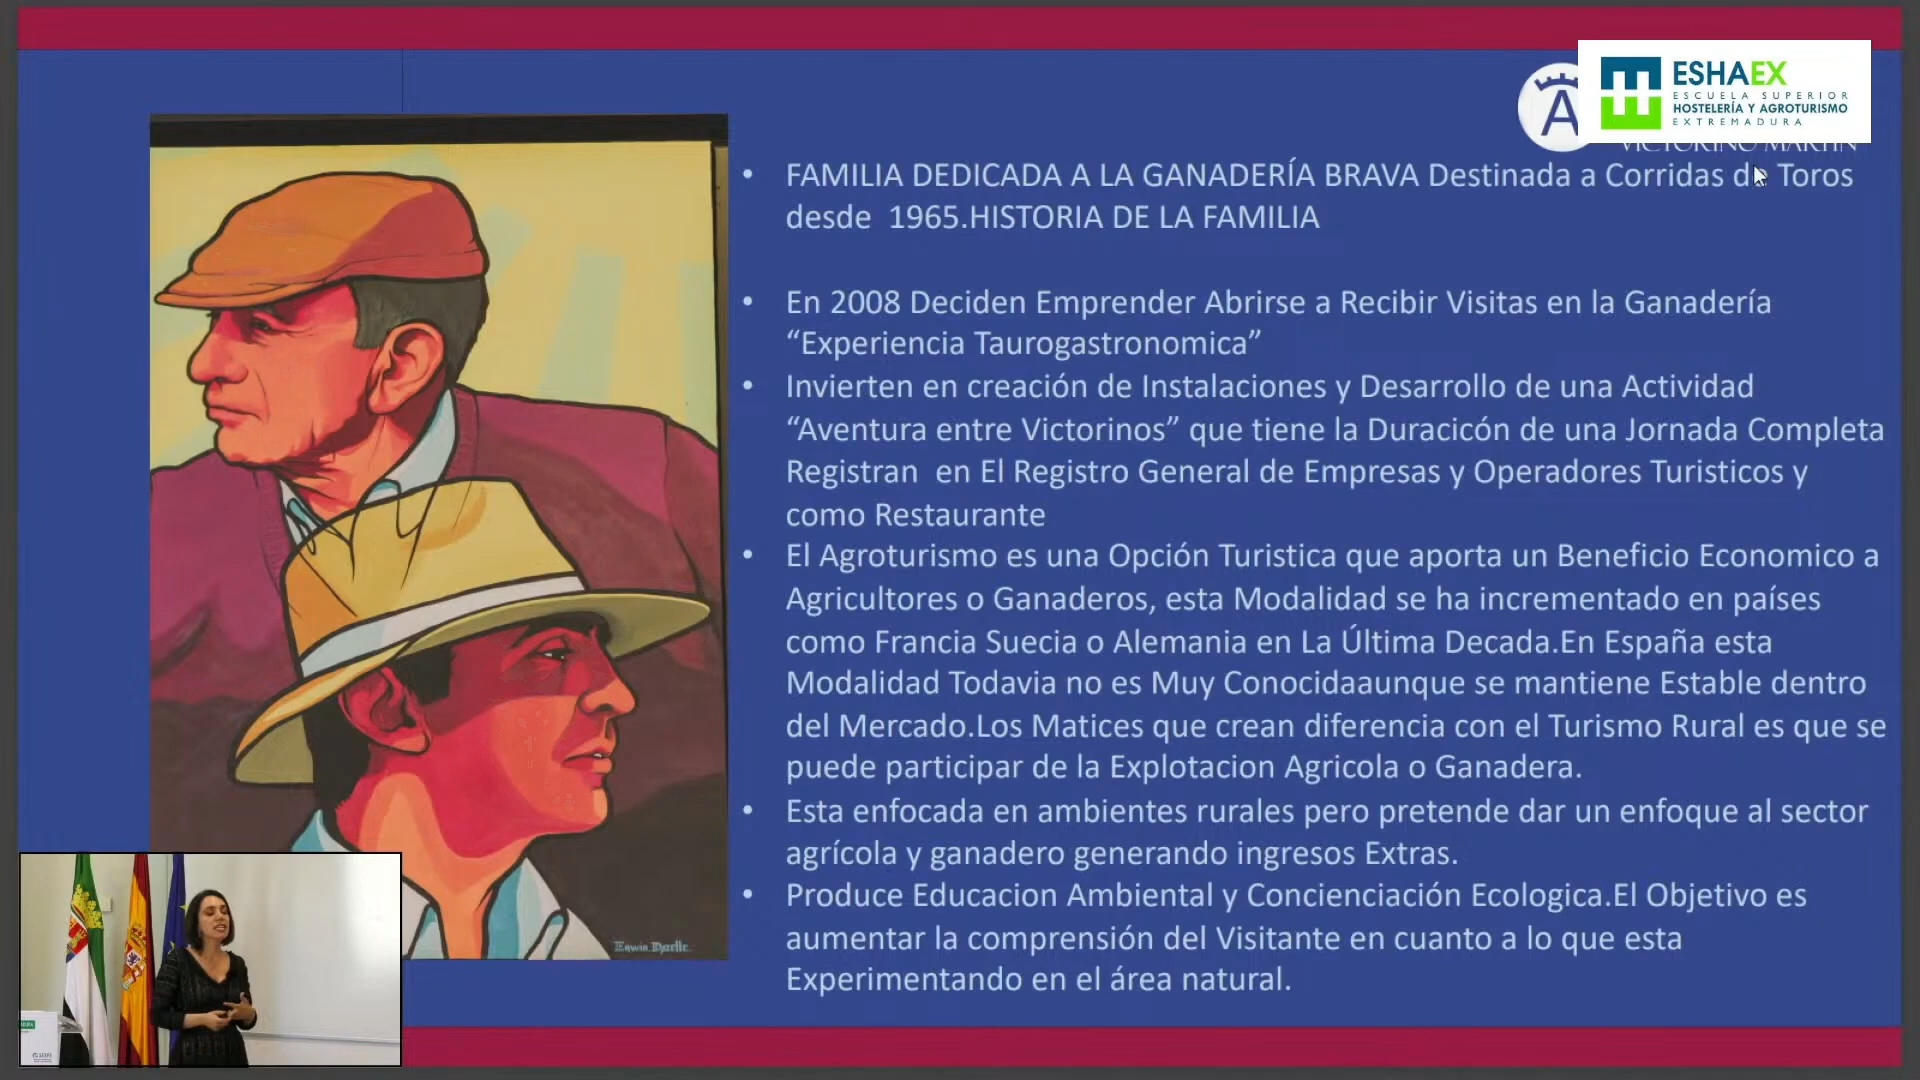 ESHAEX
ESCUELA SUPERIOR
HOSTELERÍA Y AGROTURISMO
EXTREMADURA
A
VICTORINO MARTIN
• FAMILIA DEDICADA A LA GANADERÍA BRAVA Destinada a Corridas de Toros
desde 1965.HISTORIA DE LA FAMILIA
• En 2008 Deciden Emprender Abrirse a Recibir Visitas en la Ganadería
“Experiencia Taurogastronomica”
• Invierten en creación de Instalaciones y Desarrollo de una Actividad
“Aventura entre Victorinos” que tiene la Duracicón de una Jornada Completa
Registran en El Registro General de Empresas y Operadores Turisticos y
como Restaurante
• El Agroturismo es una Opción Turistica que aporta un Beneficio Economico a
Agricultores o Ganaderos, esta Modalidad se ha incrementado en países
como Francia Suecia o Alemania en La Última Decada.En España esta
Modalidad Todavia no es Muy Conocidaaunque se mantiene Estable dentro
del Mercado.Los Matices que crean diferencia con el Turismo Rural es que se
puede participar de la Explotacion Agricola o Ganadera.
• Esta enfocada en ambientes rurales pero pretende dar un enfoque al sector
agrícola y ganadero generando ingresos Extras.
• Produce Educacion Ambiental y Concienciación Ecologica.El Objetivo es
aumentar la comprensión del Visitante en cuanto a lo que esta
Experimentando en el área natural.